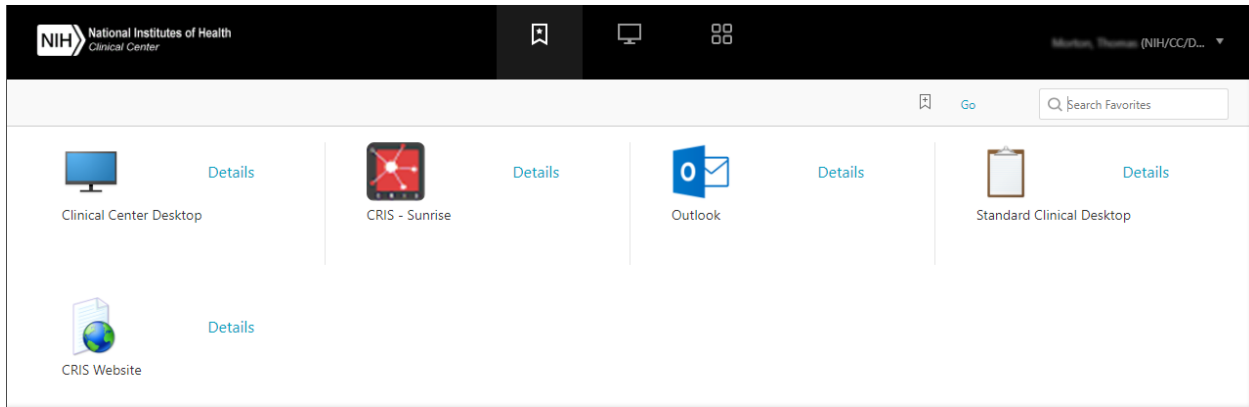 NIH National Institutes of Health
Clinical Center
(NIH/CC/D...
Go
Search Favorites
Details
Clinical Center Desktop
Details
CRIS - Sunrise
Details
Outlook
Details
Standard Clinical Desktop
Details
CRIS Website